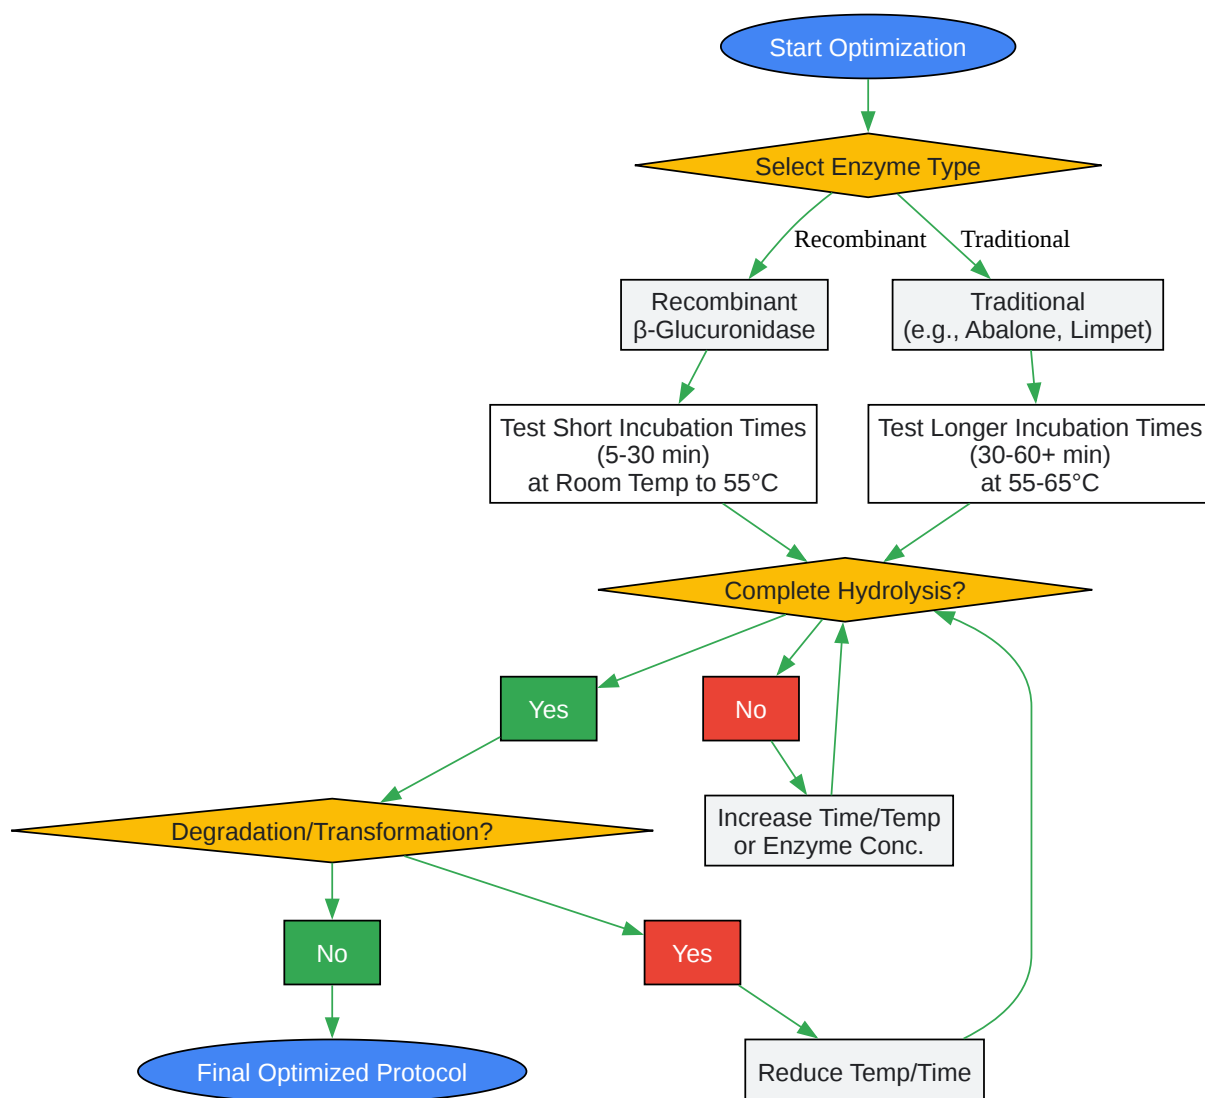 Start Optimization
Select Enzyme Type
Recombinant
Traditional
Recombinant
β-Glucuronidase
Traditional
(e.g., Abalone, Limpet)
Test Short Incubation Times
(5-30 min)
at Room Temp to 55°C
Test Longer Incubation Times
(30-60+ min)
at 55-65°C
Complete Hydrolysis?
Yes
No
Increase Time/Temp
or Enzyme Conc.
Degradation/Transformation?
No
Yes
Final Optimized Protocol
Reduce Temp/Time